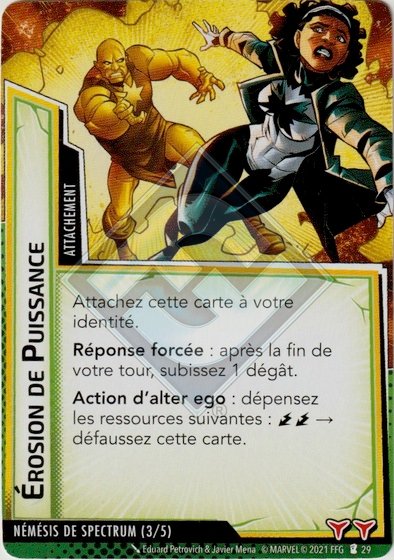 ATTACHEMENT
ÉROSION DE PUISSANCE
Attachez cette carte à votre
identité.
Réponse forcée : après la fin de
votre tour, subissez 1 dégât.
Action d'alter ego : dépensez
les ressources suivantes : →
défaussez cette carte.
®
NÉMÉSIS DE SPECTRUM (3/5)
Eduard Petrovich & Javier Mena © MARVEL © 2021 FFG 29